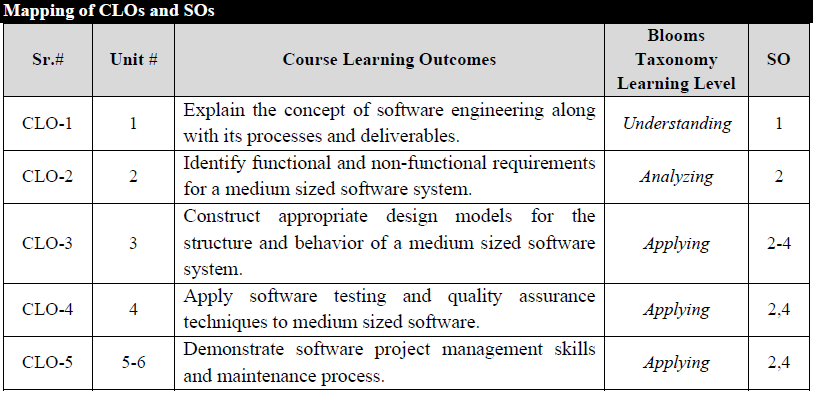 Mapping of CLOs and SOs
Sr.# Unit # Course Learning Outcomes Blooms Taxonomy Learning Level SO
CLO-1 1 Explain the concept of software engineering along
with its processes and deliverables. Understanding 1
CLO-2 2 Identify functional and non-functional requirements
for a medium sized software system. Analyzing 2
CLO-3 3 Construct appropriate design models for the
structure and behavior of a medium sized software
system. Applying 2-4
CLO-4 4 Apply software testing and quality assurance
techniques to medium sized software. Applying 2,4
CLO-5 5-6 Demonstrate software project management skills
and maintenance process. Applying 2,4